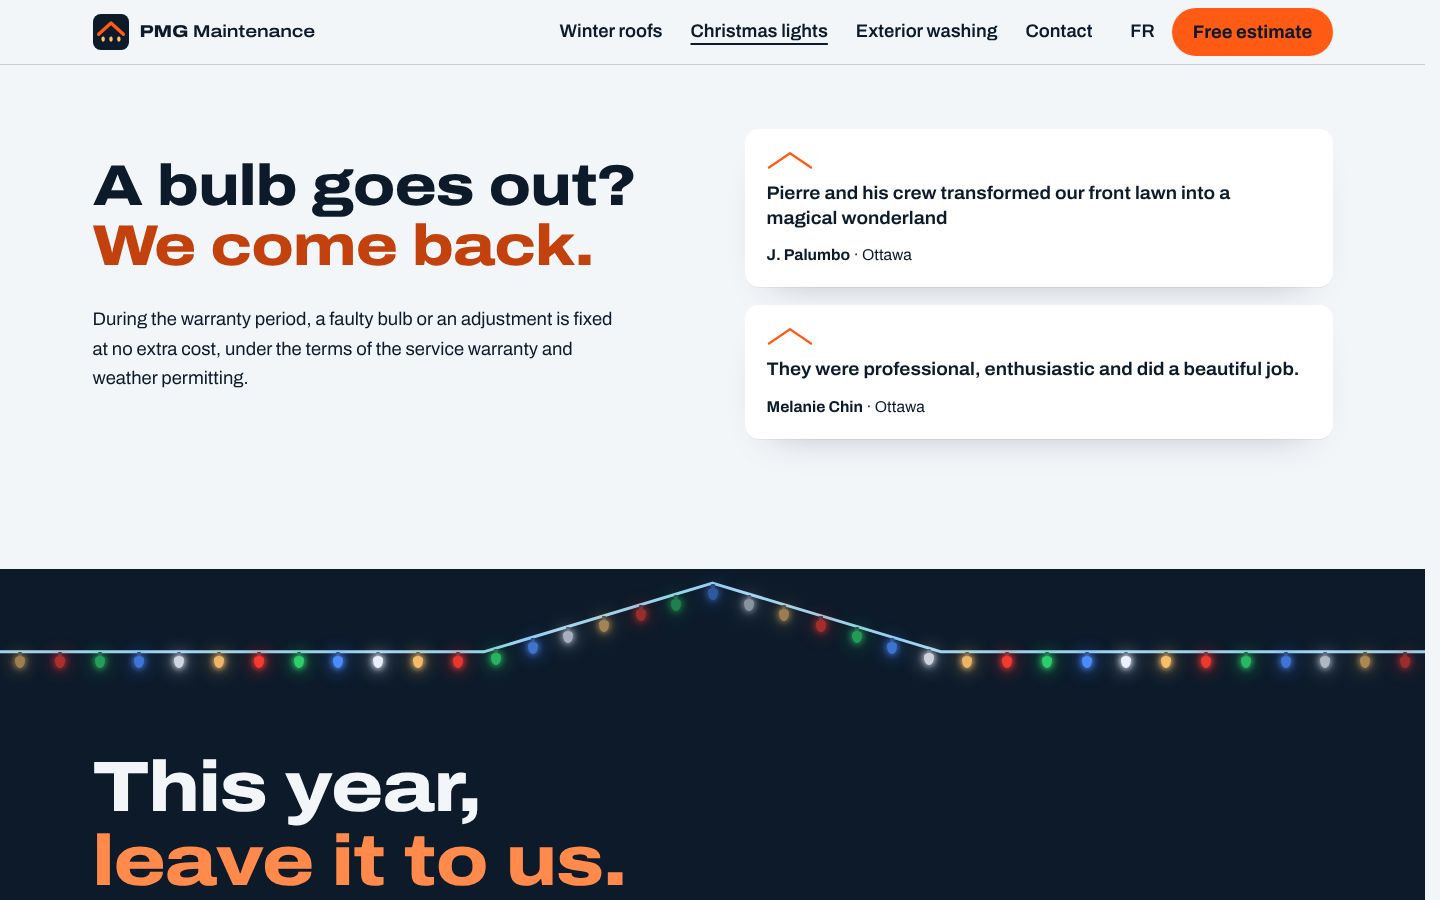 PMG Maintenance
Winter roofs
Christmas lights
Exterior washing
Contact
FR
Free estimate
A bulb goes out?
We come back.
During the warranty period, a faulty bulb or an adjustment is fixed
at no extra cost, under the terms of the service warranty and
weather permitting.
Pierre and his crew transformed our front lawn into a
magical wonderland
J. Palumbo · Ottawa
They were professional, enthusiastic and did a beautiful job.
Melanie Chin · Ottawa
This year,
leave it to us.